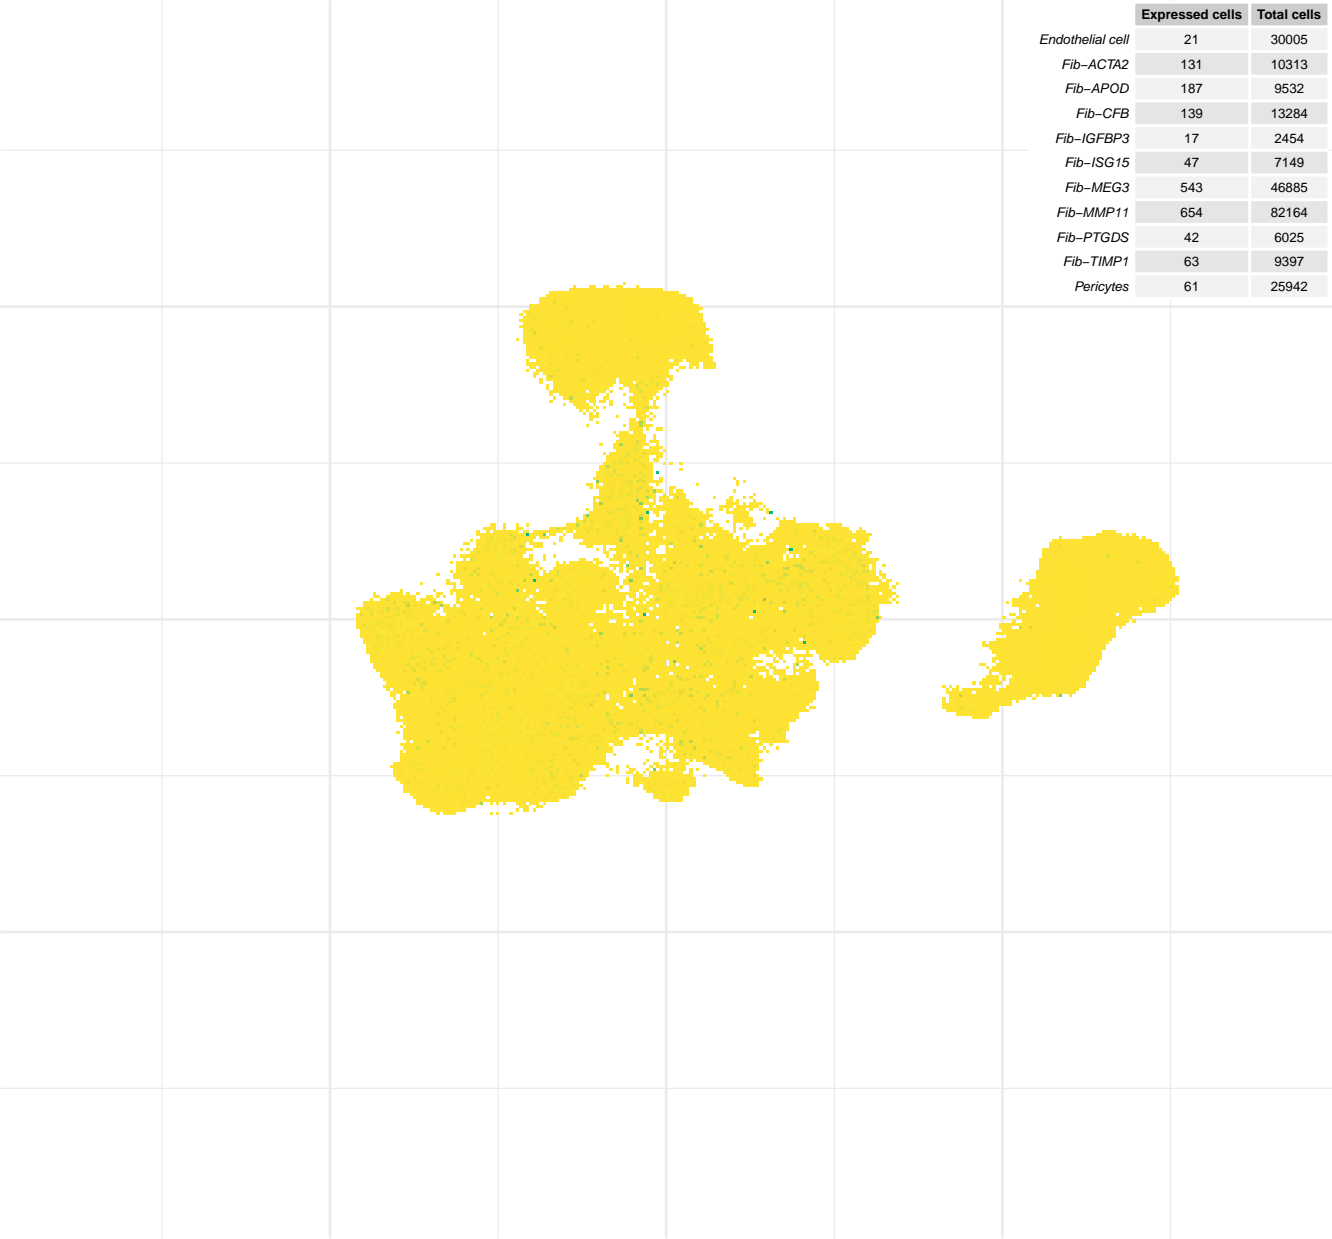 Expressed cells Total cells
Endothelial cell 21 30005
Fib−ACTA2 131 10313
Fib−APOD 187 9532
Fib−CFB 139 13284
Fib−IGFBP3 17 2454
Fib−ISG15 47 7149
Fib−MEG3 543 46885
Fib−MMP11 654 82164
Fib−PTGDS 42 6025
Fib−TIMP1 63 9397
Pericytes 61 25942